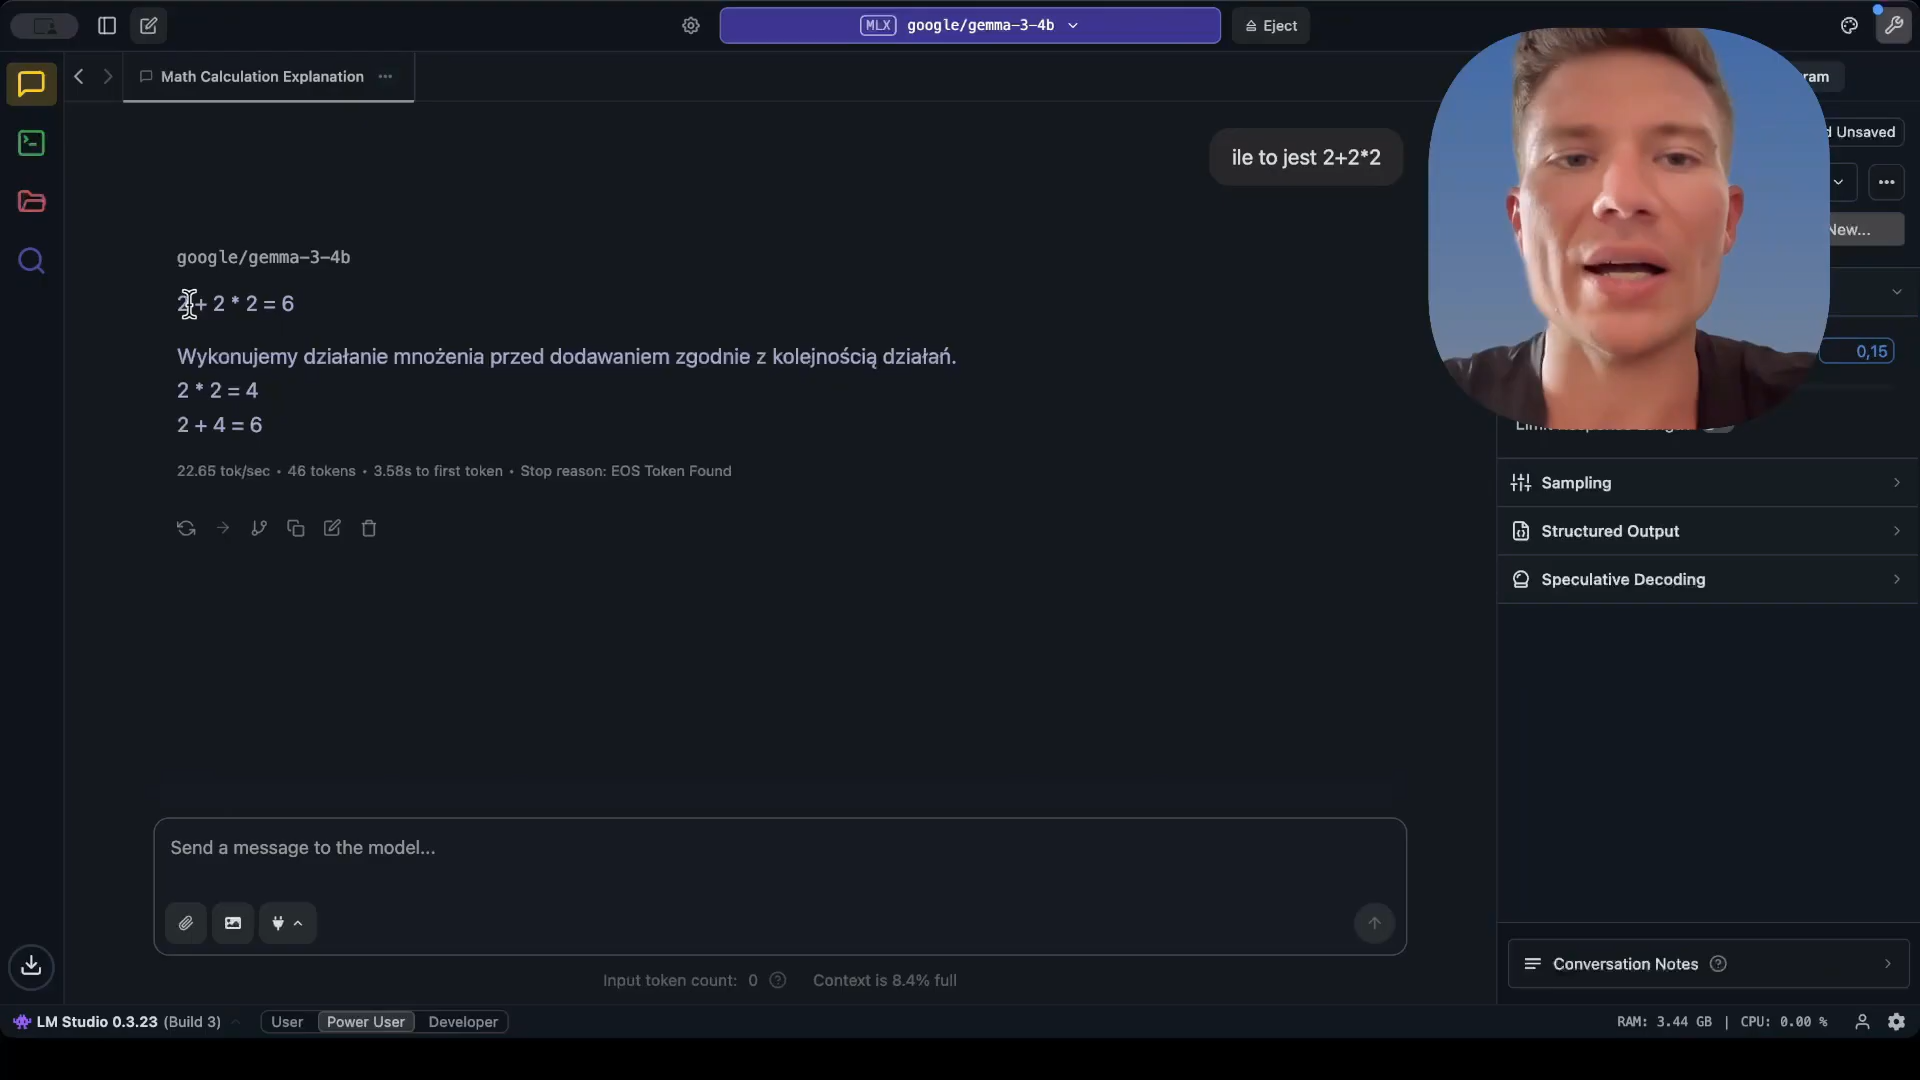 MLX google/gemma-3-4b
Eject
Math Calculation Explanation
ram
d Unsaved
ile to jest 2+2*2
New...
google/gemma-3-4b
2 + 2 * 2 = 6
0,15
Wykonujemy działanie mnożenia przed dodawaniem zgodnie z kolejnością działań.
2 * 2 = 4
2 + 4 = 6
22.65 tok/sec • 46 tokens • 3.58s to first token • Stop reason: EOS Token Found
Sampling
Structured Output
Speculative Decoding
Send a message to the model...
Input token count: 0
Context is 8.4% full
Conversation Notes
LM Studio 0.3.23 (Build 3)
User
Power User
Developer
RAM: 3.44 GB | CPU: 0.00 %